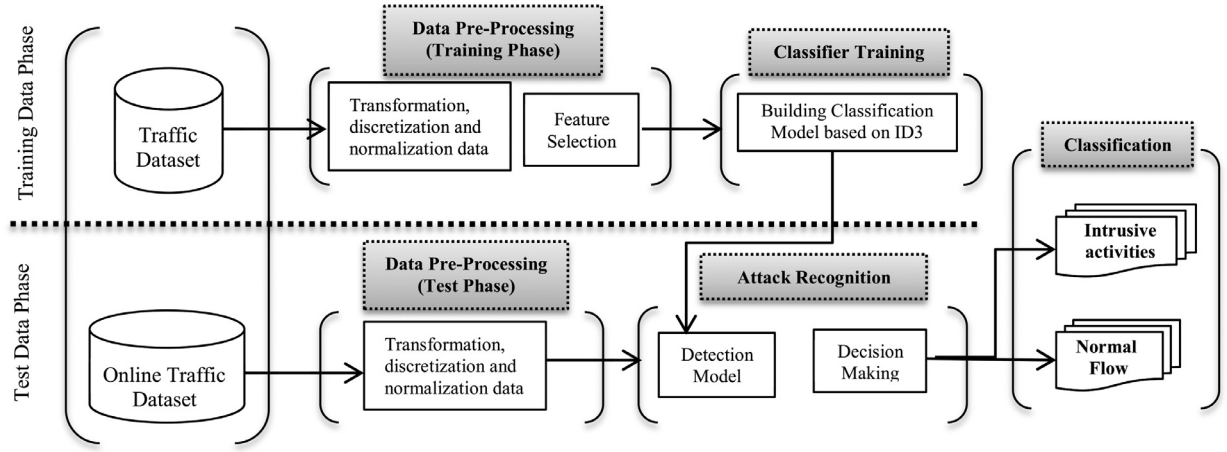 Training Data Phase
Data Pre-Processing
(Training Phase)
Classifier Training
Traffic
Dataset
Transformation,
discretization and
normalization data
Feature
Selection
Building Classification
Model based on ID3
Classification
Intrusive
activities
Normal
Flow
Test Data Phase
Data Pre-Processing
(Test Phase)
Attack Recognition
Online Traffic
Dataset
Transformation,
discretization and
normalization data
Detection
Model
Decision
Making